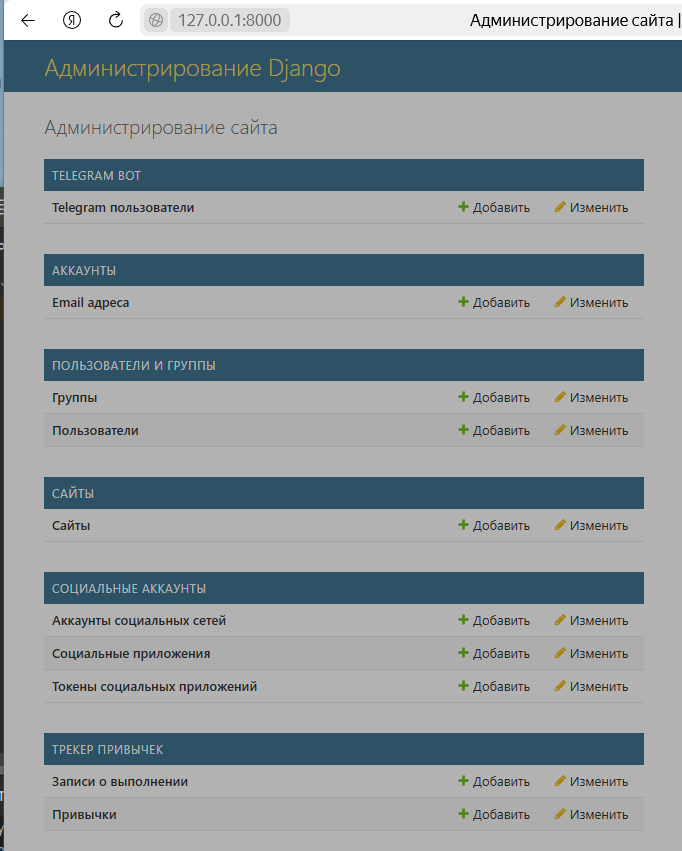 127.0.0.1:8000 Администрирование сайта |
Администрирование Django
Администрирование сайта
TELEGRAM BOT
Telegram пользователи Добавить Изменить
АККАУНТЫ
Email адреса Добавить Изменить
ПОЛЬЗОВАТЕЛИ И ГРУППЫ
Группы Добавить Изменить
Пользователи Добавить Изменить
САЙТЫ
Сайты Добавить Изменить
СОЦИАЛЬНЫЕ АККАУНТЫ
Аккаунты социальных сетей Добавить Изменить
Социальные приложения Добавить Изменить
Токены социальных приложений Добавить Изменить
ТРЕКЕР ПРИВЫЧЕК
Записи о выполнении Добавить Изменить
Привычки Добавить Изменить